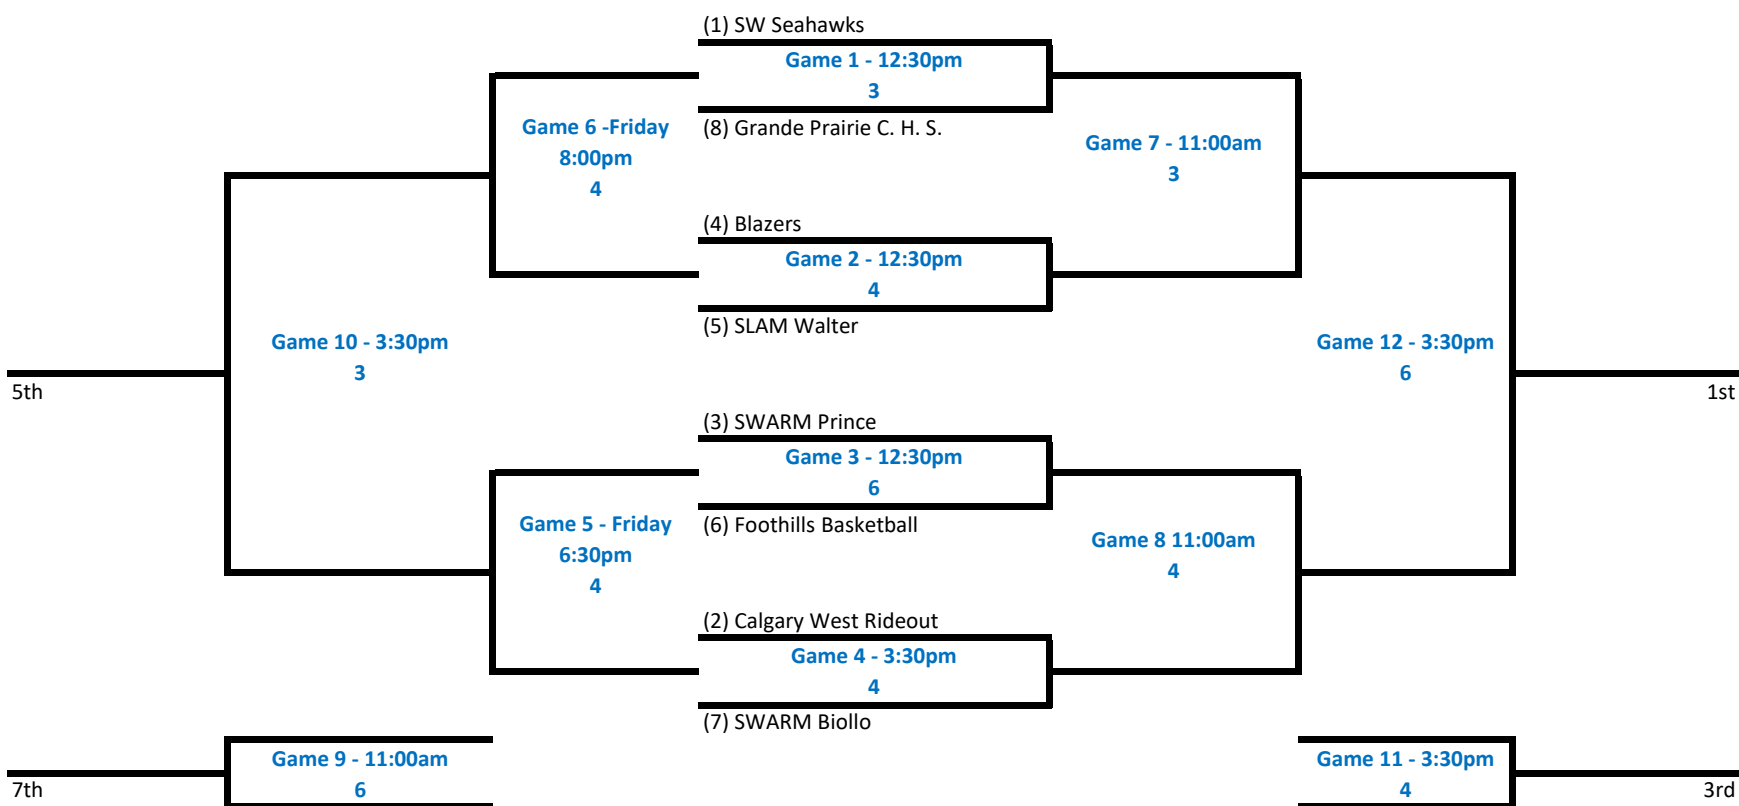 (1) SW Seahawks
Game 1 - 12:30pm
3
(8) Grande Prairie C. H. S.
Game 6 -Friday
8:00pm
4
Game 7 - 11:00am
3
(4) Blazers
Game 2 - 12:30pm
4
(5) SLAM Walter
Game 10 - 3:30pm
3
5th
Game 12 - 3:30pm
6
1st
(3) SWARM Prince
Game 3 - 12:30pm
6
(6) Foothills Basketball
Game 5 - Friday
6:30pm
4
Game 8 11:00am
4
(2) Calgary West Rideout
Game 4 - 3:30pm
4
(7) SWARM Biollo
Game 9 - 11:00am
6
7th
Game 11 - 3:30pm
4
3rd